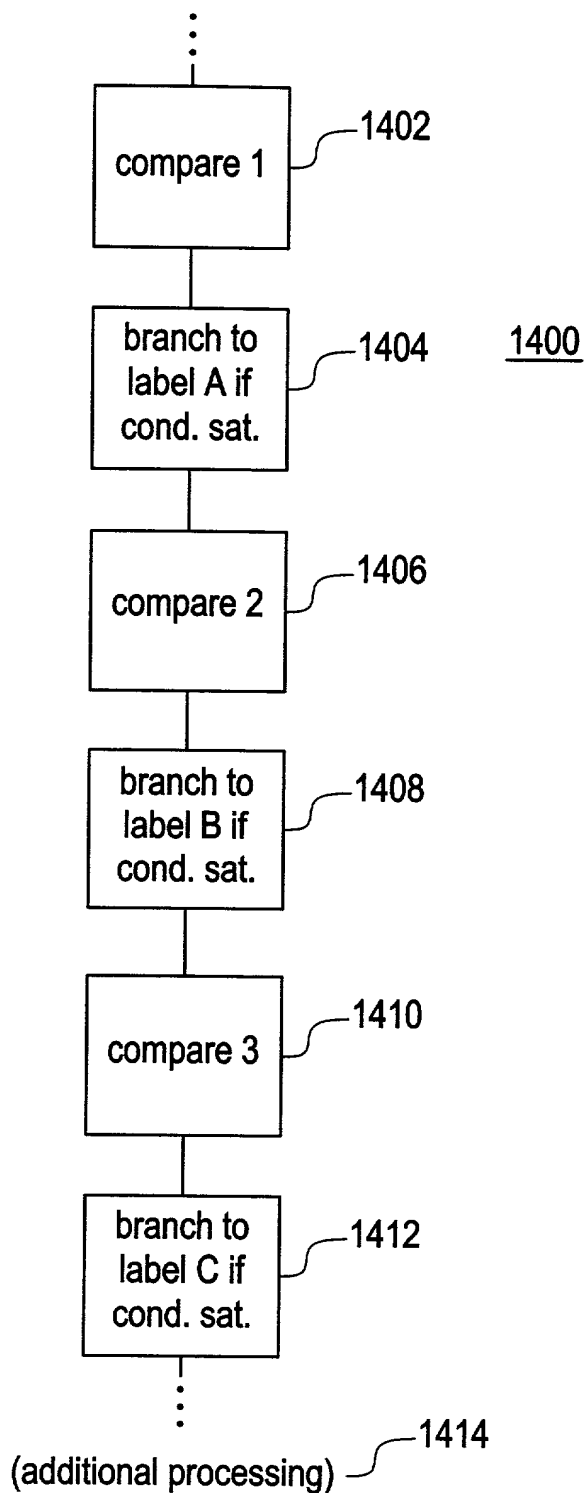 compare 1
1402
branch to
label A if
cond. sat.
1404
1400
compare 2
1406
branch to
label B if
cond. sat.
1408
compare 3
1410
branch to
label C if
cond. sat.
1412
(additional processing)
1414